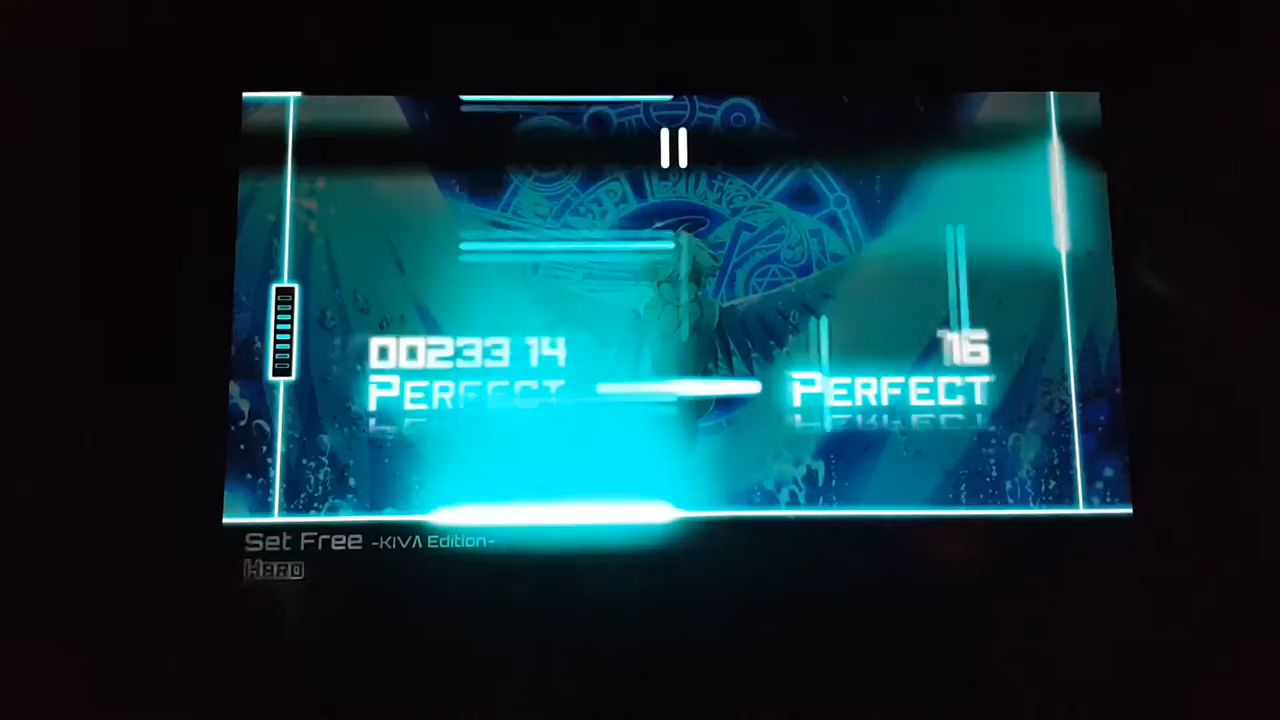 00233 14
16
PERFECT
PERFECT
Set Free -KIVA Edition-
HARD